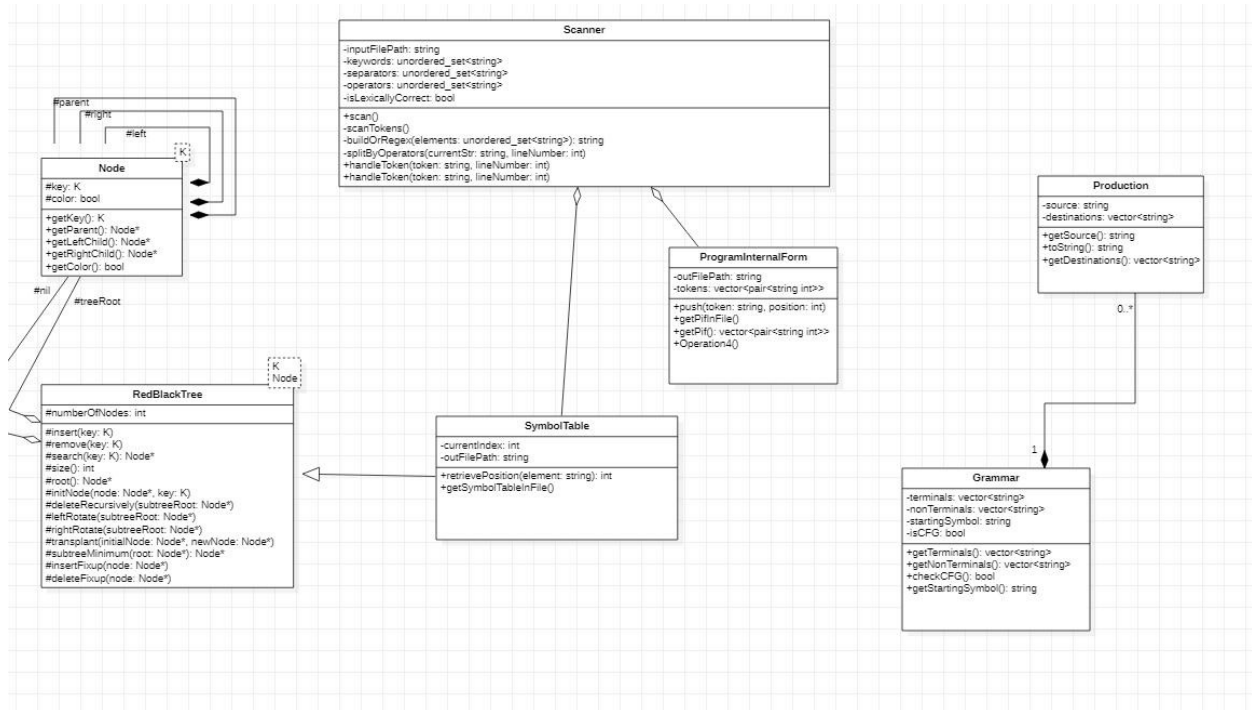 Scanner
-inputFilePath: string
-keywords: unordered_set<string>
-separators: unordered_set<string>
-operators: unordered_set<string>
-isLexicallyCorrect: bool
+scan()
-scanTokens()
-buildOrRegex(elements: unordered_set<string>): string
-splitByOperators(currentStr: string, lineNumber: int)
+handleToken(token: string, lineNumber: int)
+handleToken(token: string, lineNumber: int)
#parent
#right
#left
K
Node
#key: K
#color: bool
+getKey(): K
+getParent(): Node*
+getLeftChild(): Node*
+getRightChild(): Node*
+getColor(): bool
#nil
#treeRoot
K
Node
RedBlackTree
#numberOfNodes: int
#insert(key: K)
#remove(key: K)
#search(key: K): Node*
#size(): int
#root(): Node*
#initNode(node: Node*, key: K)
#deleteRecursively(subtreeRoot: Node*)
#leftRotate(subtreeRoot: Node*)
#rightRotate(subtreeRoot: Node*)
#transplant(initialNode: Node*, newNode: Node*)
#subtreeMinimum(root: Node*): Node*
#insertFixup(node: Node*)
#deleteFixup(node: Node*)
ProgramInternalForm
-outFilePath: string
-tokens: vector<pair<string int>>
+push(token: string, position: int)
+getPifInFile()
+getPif(): vector<pair<string int>>
+Operation4()
SymbolTable
-currentIndex: int
-outFilePath: string
+retrievePosition(element: string): int
+getSymbolTableInFile()
Production
-source: string
-destinations: vector<string>
+getSource(): string
+toString(): string
+getDestinations(): vector<string>
0..*
1
Grammar
-terminals: vector<string>
-nonTerminals: vector<string>
-startingSymbol: string
-isCFG: bool
+getTerminals(): vector<string>
+getNonTerminals(): vector<string>
+checkCFG(): bool
+getStartingSymbol(): string